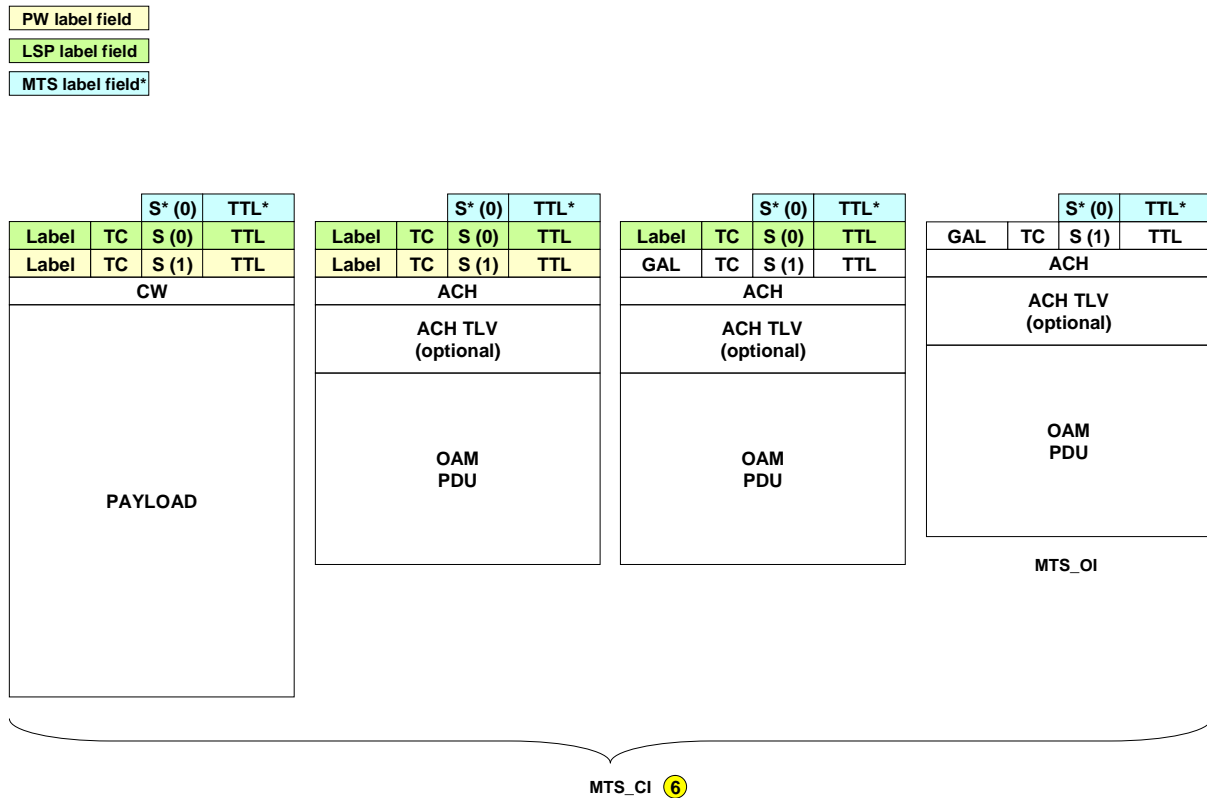 PW label field
LSP label field
MTS label field*
S* (0) TTL*
Label TC S (0) TTL
Label TC S (1) TTL
CW
PAYLOAD
S* (0) TTL*
Label TC S (0) TTL
Label TC S (1) TTL
ACH
ACH TLV
(optional)
OAM
PDU
S* (0) TTL*
Label TC S (0) TTL
GAL TC S (1) TTL
ACH
ACH TLV
(optional)
OAM
PDU
S* (0) TTL*
GAL TC S (1) TTL
ACH
ACH TLV
(optional)
OAM
PDU
MTS_OI
MTS_CI 6